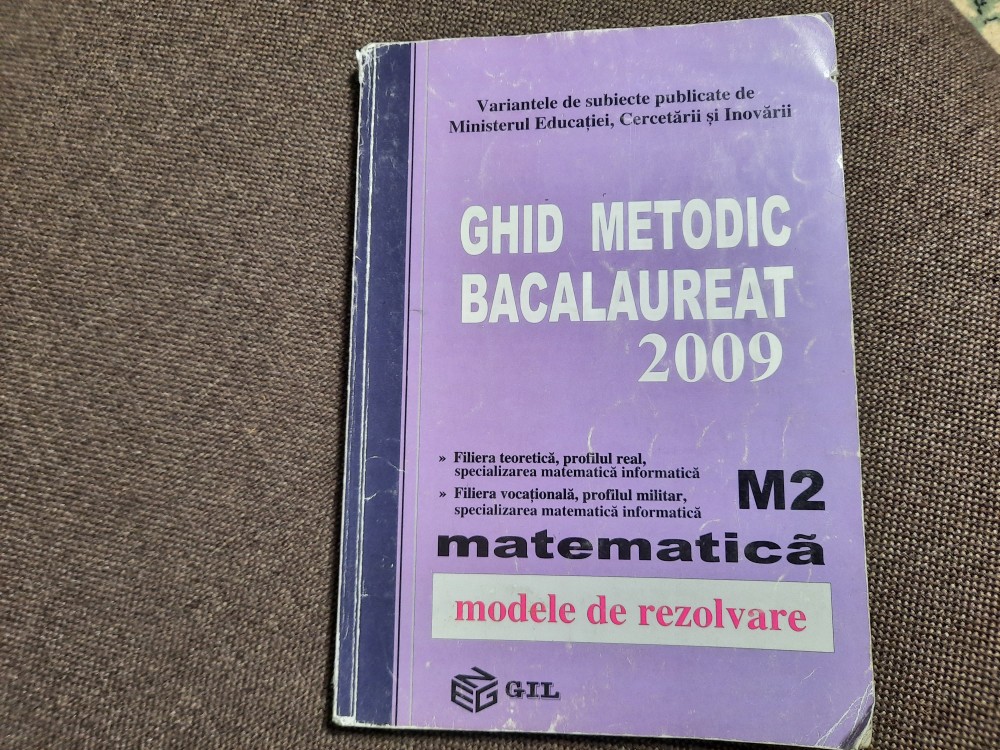 Variantele de subiecte publicate de
Ministerul Educației, Cercetării și Inovării
GHID METODIC
BACALAUREAT
2009
» Filiera teoretică, profilul real,
specializarea matematică informatică
» Filiera vocațională, profilul militar,
specializarea matematică informatică
M2
matematică
modele de rezolvare
ZEG GIL